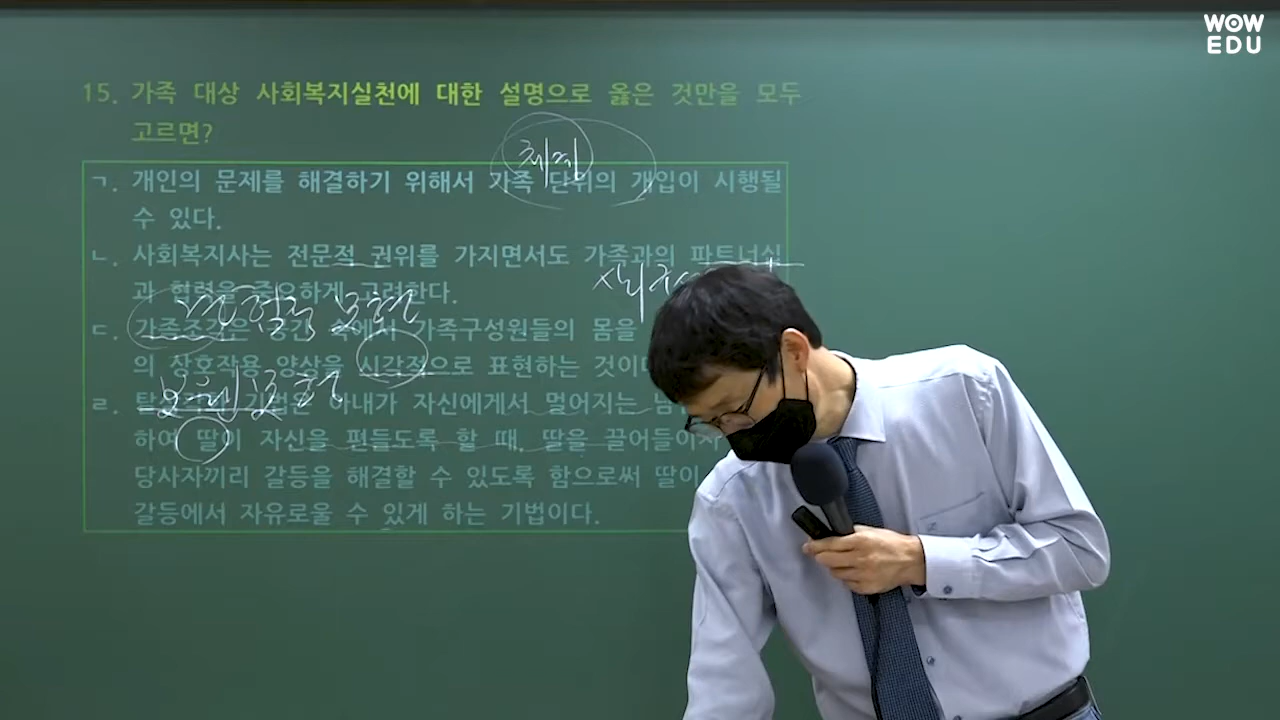 WOW
EDU
15. 가족 대상 사회복지실천에 대한 설명으로 옳은 것만을 모두
고르면?
체계
ㄱ. 개인의 문제를 해결하기 위해서 가족 단위의 개입이 시행될
수 있다.
ㄴ. 사회복지사는 전문적 권위를 가지면서도 가족과의 파트너십
과 협력을 중요하게 고려한다.
ㄷ. 가족조각은 공간 속에서 가족구성원들의 몸을
의 상호작용 양상을 시각적으로 표현하는 것이
ㄹ. 기법은 아내가 자신에게서 멀어지는
하여 딸이 자신을 편들도록 할 때, 딸을 끌어들이지
당사자끼리 갈등을 해결할 수 있도록 함으로써 딸이
갈등에서 자유로울 수 있게 하는 기법이다.